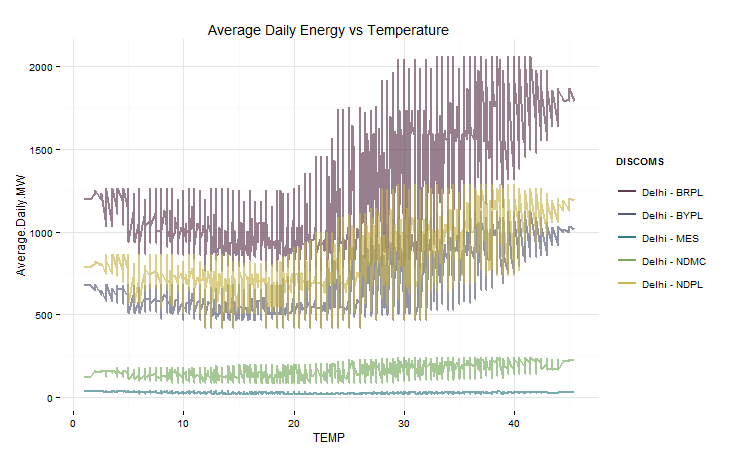 Average Daily Energy vs Temperature
Average.Daily.MW
2000
1500
1000
500
0
0 10 20 30 40
TEMP
DISCOMS
Delhi - BRPL
Delhi - BYPL
Delhi - MES
Delhi - NDMC
Delhi - NDPL